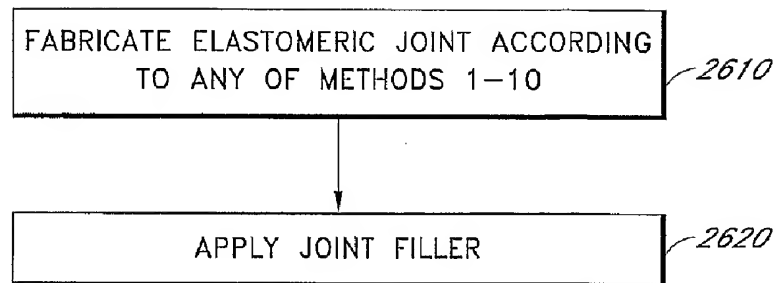 FABRICATE ELASTOMERIC JOINT ACCORDING
TO ANY OF METHODS 1–10
2610
APPLY JOINT FILLER
2620